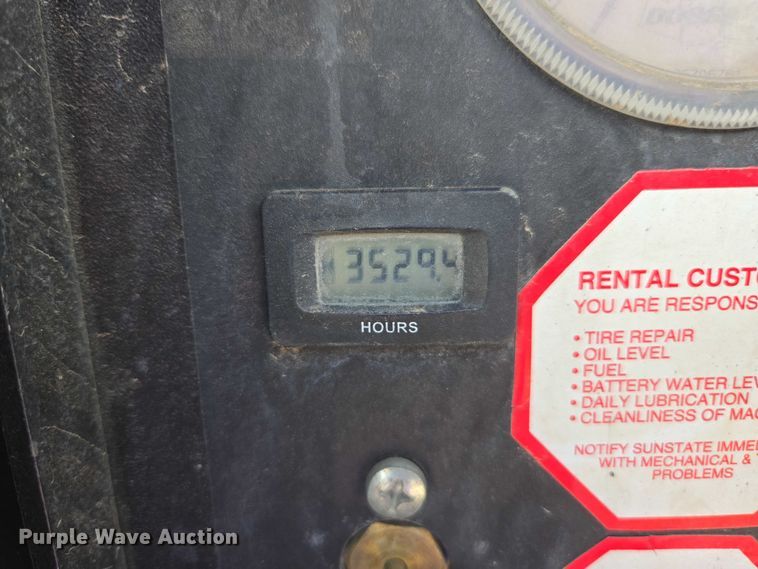 3529.4
HOURS
RENTAL CUST
YOU ARE RESPONS
• TIRE REPAIR
• OIL LEVEL
• FUEL
• BATTERY WATER LEV
• DAILY LUBRICATION
• CLEANLINESS OF MA
NOTIFY SUNSTATE IMME
WITH MECHANICAL &
PROBLEMS
Purple Wave Auction